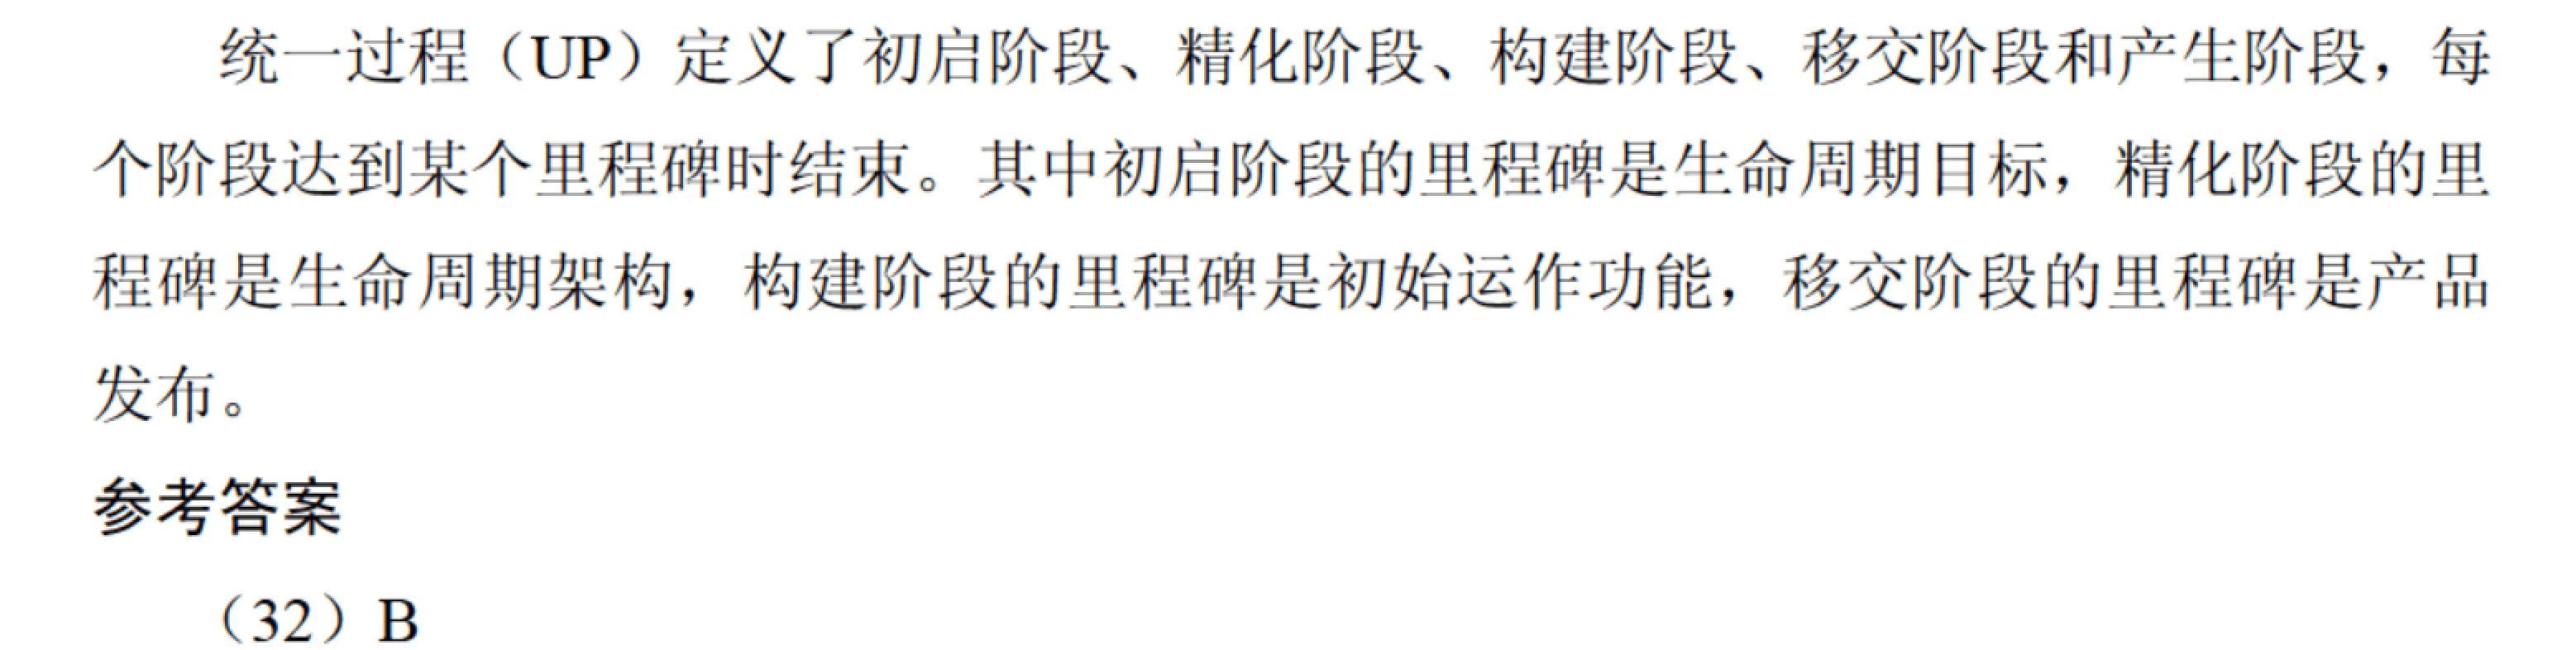 统一过程（UP）定义了初启阶段、精化阶段、构建阶段、移交阶段和产生阶段，每
个阶段达到某个里程碑时结束。其中初启阶段的里程碑是生命周期目标，精化阶段的里
程碑是生命周期架构，构建阶段的里程碑是初始运作功能，移交阶段的里程碑是产品
发布。
参考答案
（32）B